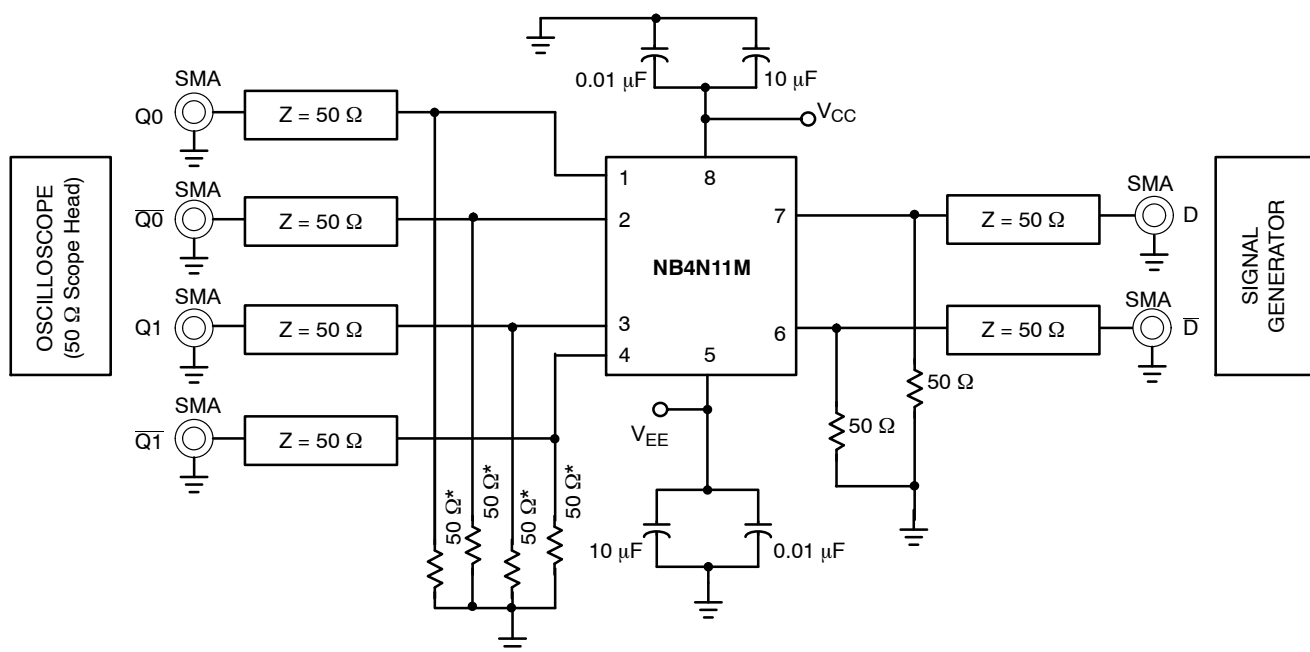 0.01 μF
10 μF
VCC
SMA
Q0
Z = 50 Ω
SMA
Q0
Z = 50 Ω
SMA
Q1
Z = 50 Ω
SMA
Q1
Z = 50 Ω
OSCILLOSCOPE
(50 Ω Scope Head)
1
2
3
4
8
7
6
5
NB4N11M
VEE
50 Ω*
50 Ω*
50 Ω*
50 Ω*
10 μF
0.01 μF
SMA
D
Z = 50 Ω
SMA
D
Z = 50 Ω
50 Ω
50 Ω
SIGNAL
GENERATOR